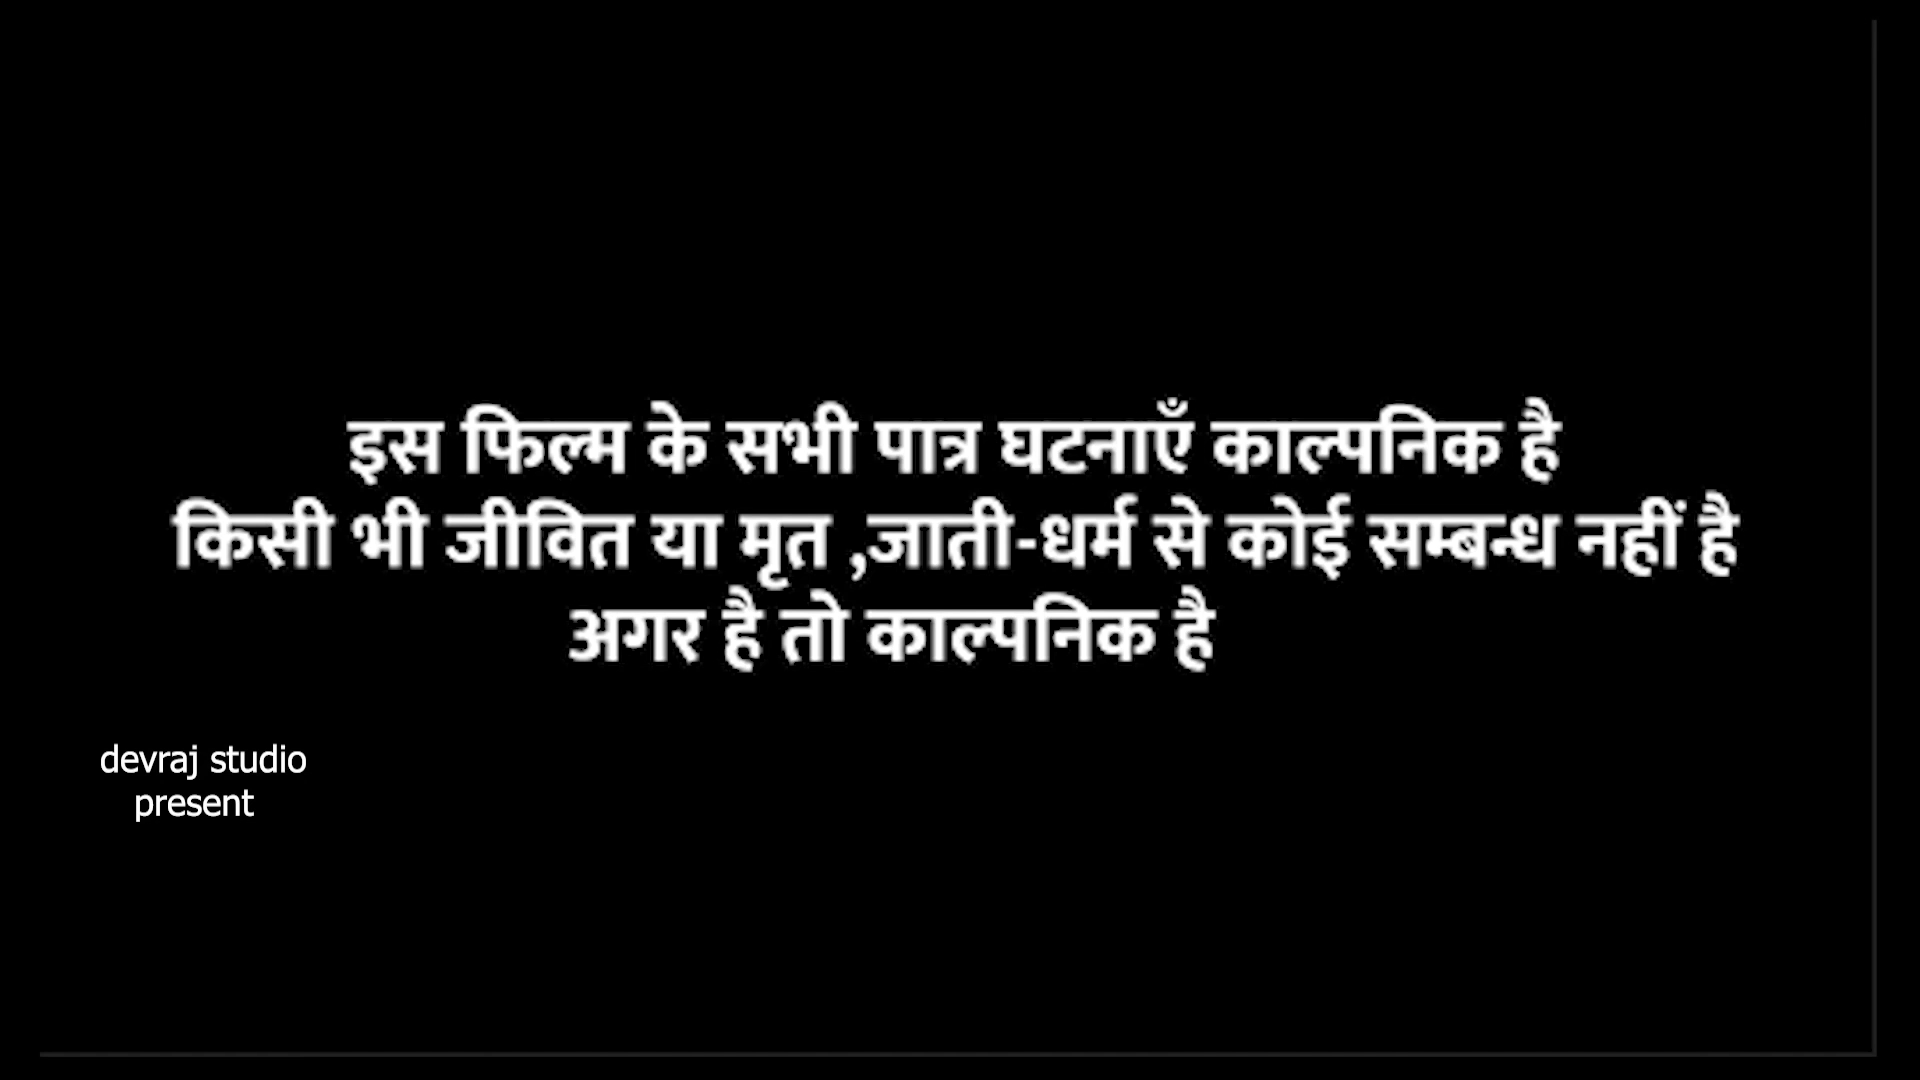 इस फिल्म के सभी पात्र घटनाएँ काल्पनिक है
किसी भी जीवित या मृत ,जाती-धर्म से कोई सम्बन्ध नहीं है
अगर है तो काल्पनिक है
devraj studio
present